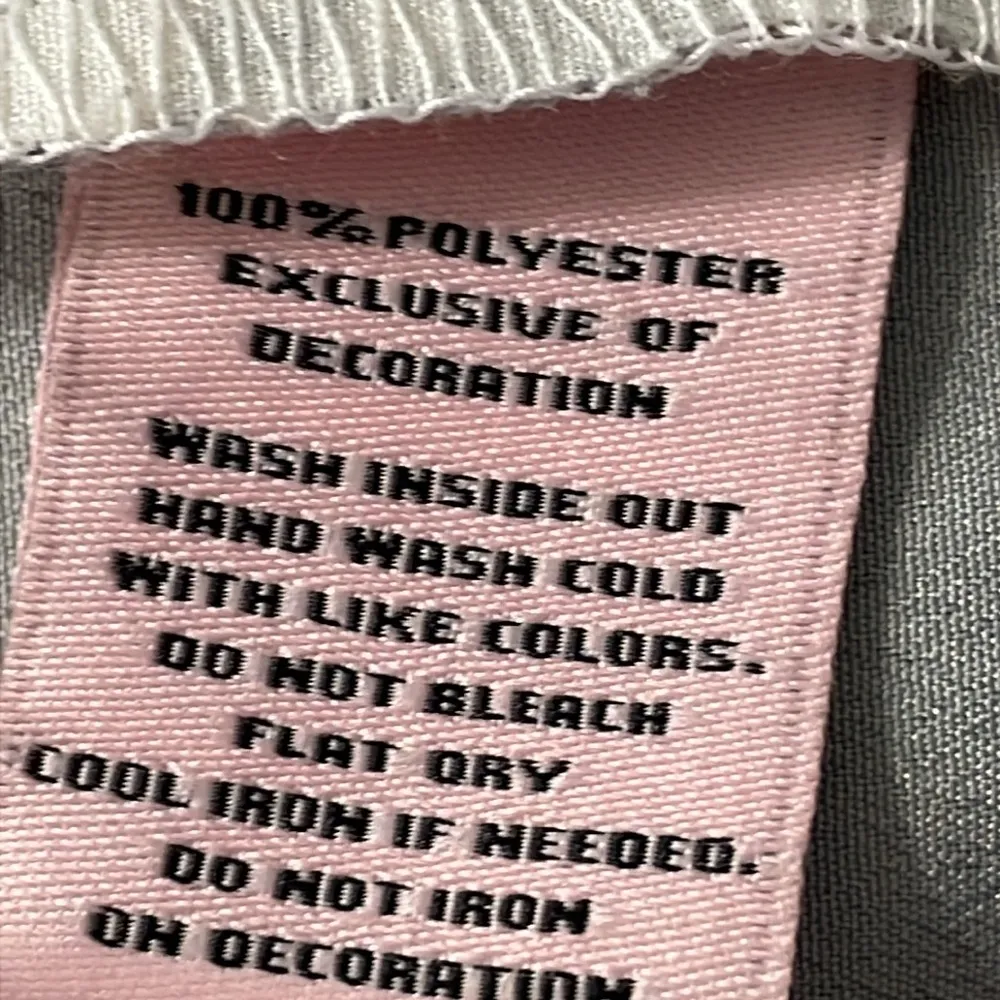 100% POLYESTER
EXCLUSIVE OF
DECORATION
WASH INSIDE OUT
HAND WASH COLD
WITH LIKE COLORS.
DO NOT BLEACH
FLAT DRY
COOL IRON IF NEEDED.
DO NOT IRON
ON DECORATION